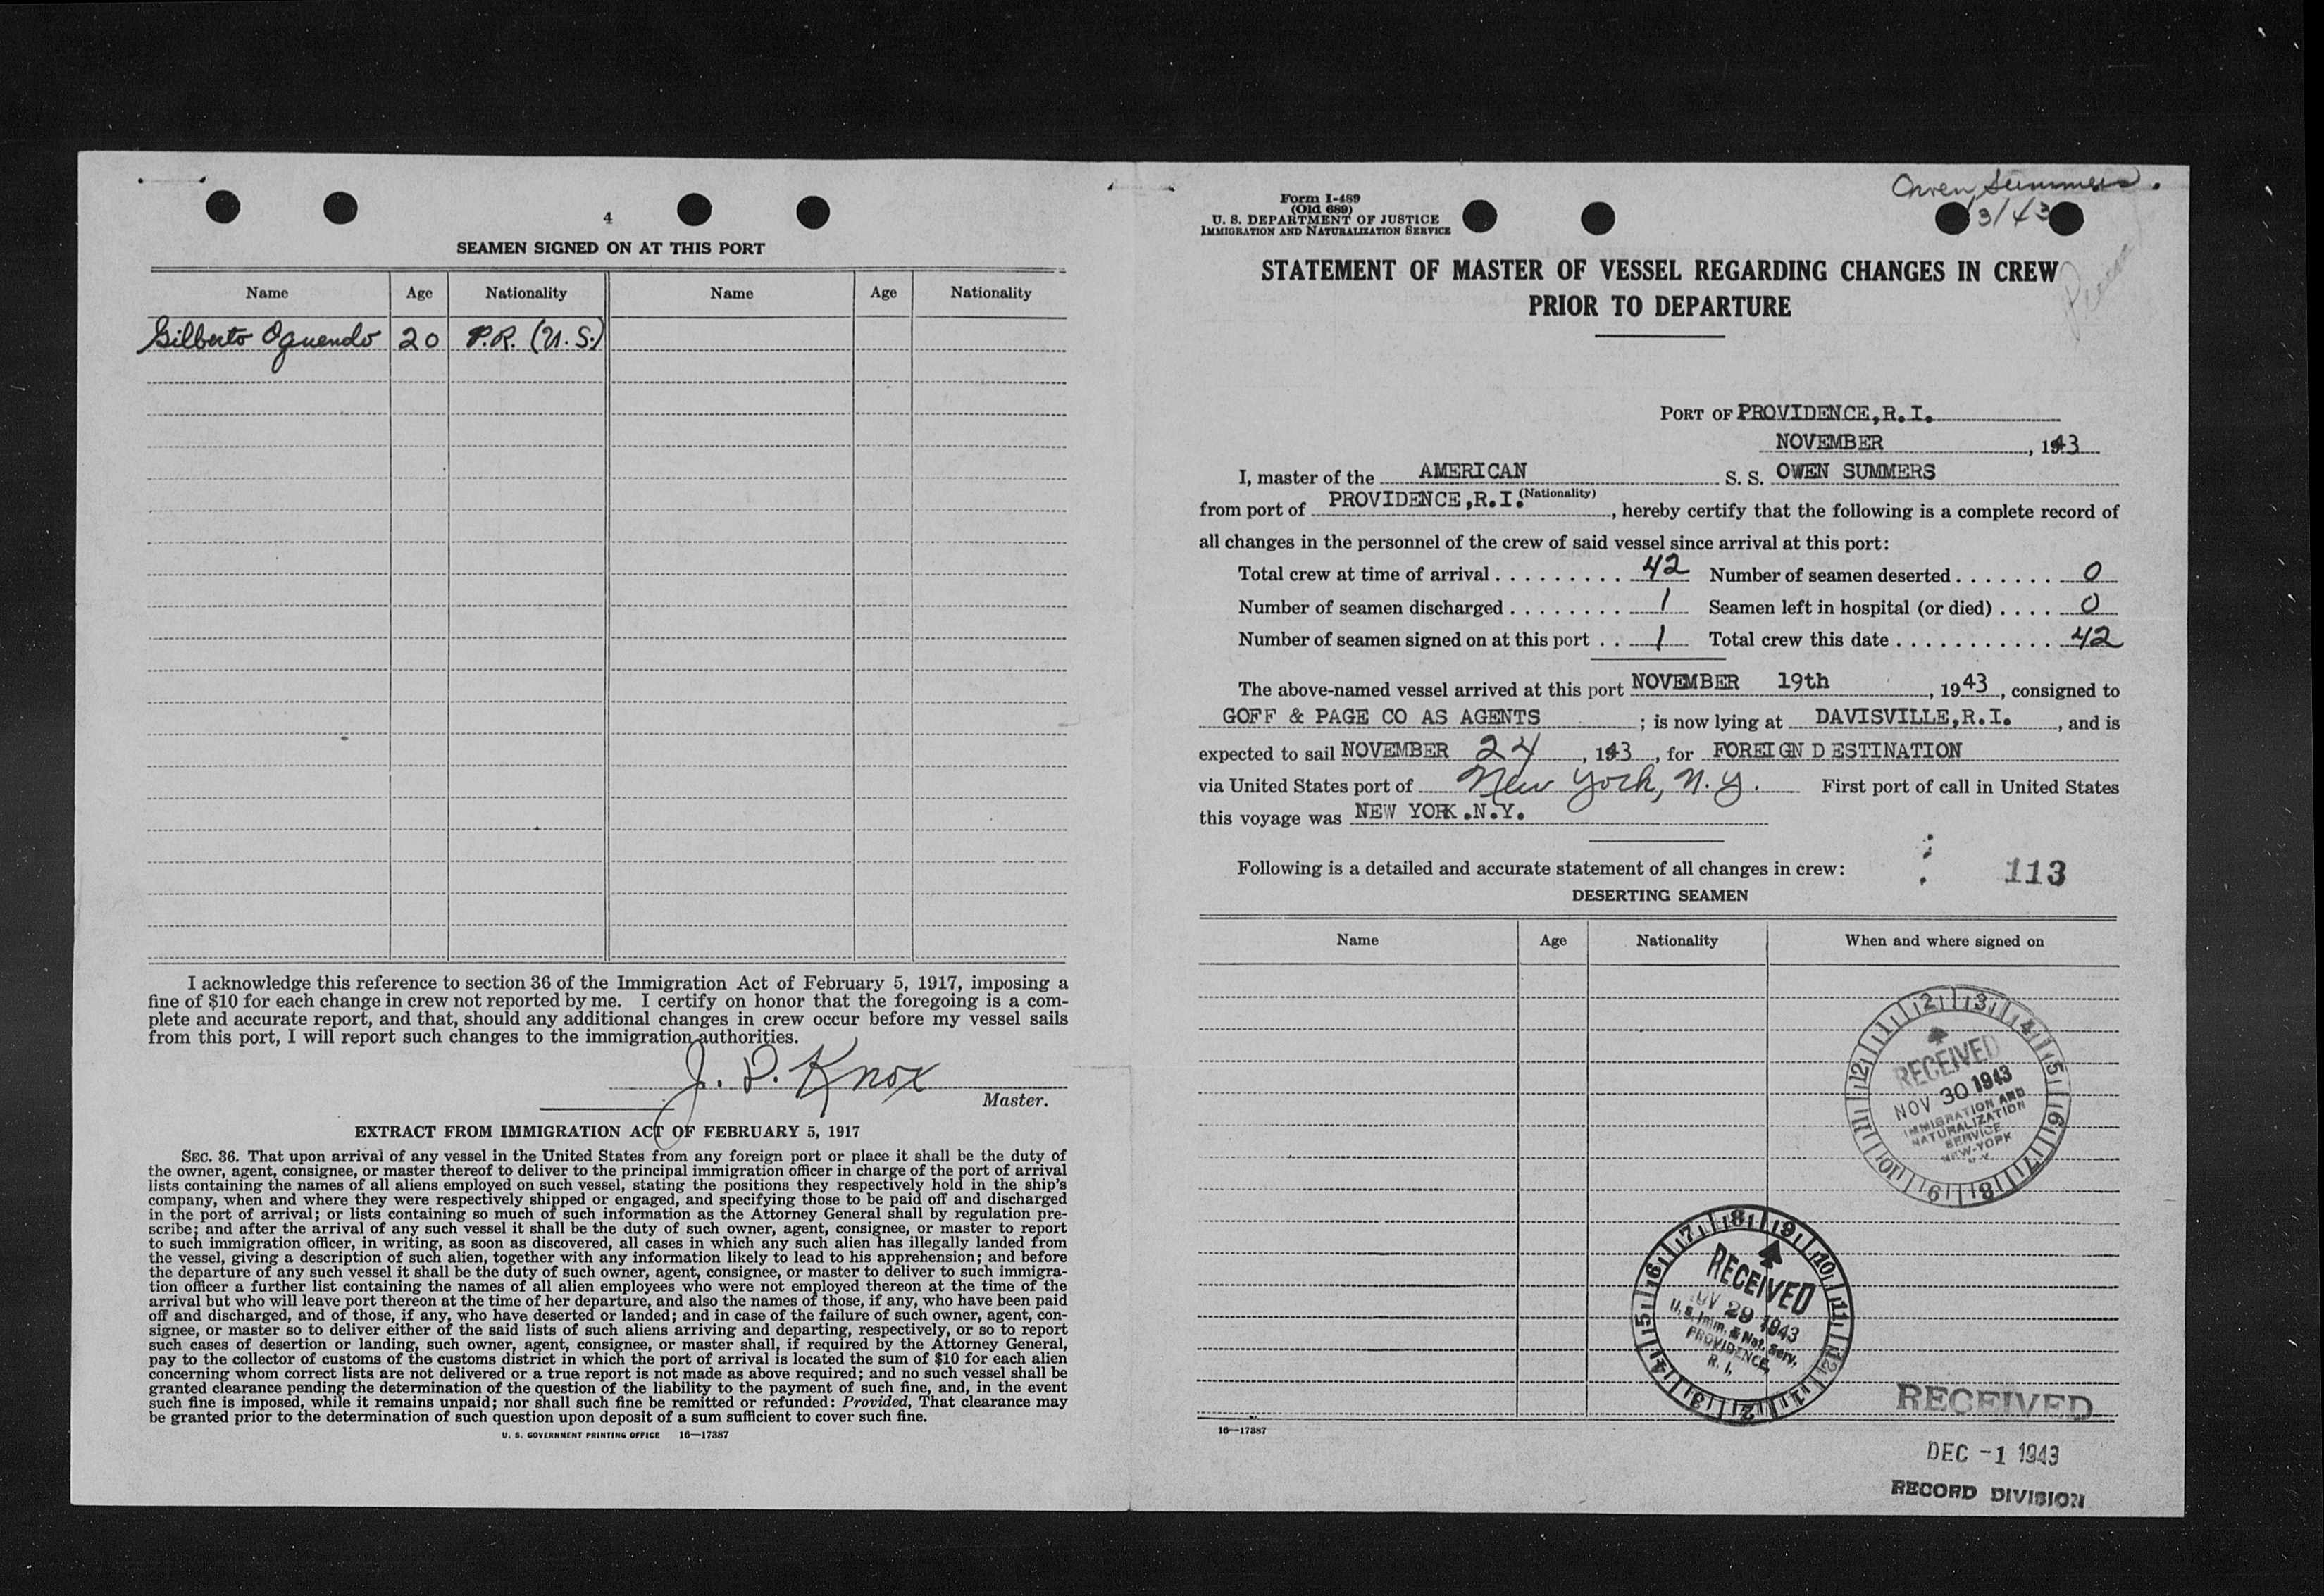 4
SEAMEN SIGNED ON AT THIS PORT
Name Age Nationality Name Age Nationality
Gilberto Oquendo 20 P.R. (U.S.)
I acknowledge this reference to section 36 of the Immigration Act of February 5, 1917, imposing a
fine of $10 for each change in crew not reported by me. I certify on honor that the foregoing is a com-
plete and accurate report, and that, should any additional changes in crew occur before my vessel sails
from this port, I will report such changes to the immigration authorities.
J. D. Knox
Master.
EXTRACT FROM IMMIGRATION ACT OF FEBRUARY 5, 1917
SEC. 36. That upon arrival of any vessel in the United States from any foreign port or place it shall be the duty of
the owner, agent, consignee, or master thereof to deliver to the principal immigration officer in charge of the port of arrival
lists containing the names of all aliens employed on such vessel, stating the positions they respectively hold in the ship's
company, when and where they were respectively shipped or engaged, and specifying those to be paid off and discharged
in the port of arrival; or lists containing so much of such information as the Attorney General shall by regulation pre-
scribe; and after the arrival of any such vessel it shall be the duty of such owner, agent, consignee, or master to report
to such immigration officer, in writing, as soon as discovered, all cases in which any such alien has illegally landed from
the vessel, giving a description of such alien, together with any information likely to lead to his apprehension; and before
the departure of any such vessel it shall be the duty of such owner, agent, consignee, or master to deliver to such immigra-
tion officer a further list containing the names of all alien employees who were not employed thereon at the time of the
arrival but who will leave port thereon at the time of her departure, and also the names of those, if any, who have been paid
off and discharged, and of those, if any, who have deserted or landed; and in case of the failure of such owner, agent, con-
signee, or master so to deliver either of the said lists of such aliens arriving and departing, respectively, or so to report
such cases of desertion or landing, such owner, agent, consignee, or master shall, if required by the Attorney General,
pay to the collector of customs of the customs district in which the port of arrival is located the sum of $10 for each alien
concerning whom correct lists are not delivered or a true report is not made as above required; and no such vessel shall be
granted clearance pending the determination of the question of the liability to the payment of such fine, and, in the event
such fine is imposed, while it remains unpaid; nor shall such fine be remitted or refunded: Provided, That clearance may
be granted prior to the determination of such question upon deposit of a sum sufficient to cover such fine.
U. S. GOVERNMENT PRINTING OFFICE 16—17387
Form I-489
(Old 689)
U. S. DEPARTMENT OF JUSTICE
IMMIGRATION AND NATURALIZATION SERVICE
Owen Summers.
3/43
STATEMENT OF MASTER OF VESSEL REGARDING CHANGES IN CREW
PRIOR TO DEPARTURE
PORT OF PROVIDENCE,R.I.
NOVEMBER , 1943
I, master of the AMERICAN S. S. OWEN SUMMERS
(Nationality)
from port of PROVIDENCE,R.I. , hereby certify that the following is a complete record of
all changes in the personnel of the crew of said vessel since arrival at this port:
Total crew at time of arrival . . . . . . . . . 42 Number of seamen deserted . . . . . . . 0
Number of seamen discharged . . . . . . . . 1 Seamen left in hospital (or died) . . . . 0
Number of seamen signed on at this port . . 1 Total crew this date . . . . . . . . . . . 42
The above-named vessel arrived at this port NOVEMBER 19th , 1943 , consigned to
GOFF & PAGE CO AS AGENTS ; is now lying at DAVISVILLE,R.I. , and is
expected to sail NOVEMBER 24 , 1943 , for FOREIGN DESTINATION
via United States port of New York, N.Y. First port of call in United States
this voyage was NEW YORK.N.Y.
Following is a detailed and accurate statement of all changes in crew: 113
DESERTING SEAMEN
Name Age Nationality When and where signed on
1 2 3 4 5 6 7 8 9 10 11 12
RECEIVED
NOV 30 1943
IMMIGRATION AND
NATURALIZATION
SERVICE
NEW-YORK
N.Y.
1 2 3 4 5 6 7 8 9 10 11 12
RECEIVED
NOV 29 1943
U. S. Imm. & Nat. Serv.
PROVIDENCE,
R. I.
RECEIVED
16—17387
DEC -1 1943
RECORD DIVISION